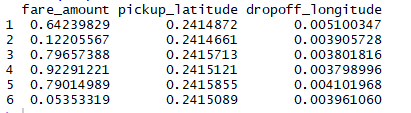 fare_amount pickup_latitude dropoff_longitude
1 0.64239829 0.2414872 0.005100347
2 0.12205567 0.2414661 0.003905728
3 0.79657388 0.2415713 0.003801816
4 0.92291221 0.2415121 0.003798996
5 0.79014989 0.2415855 0.004101968
6 0.05353319 0.2415089 0.003961060